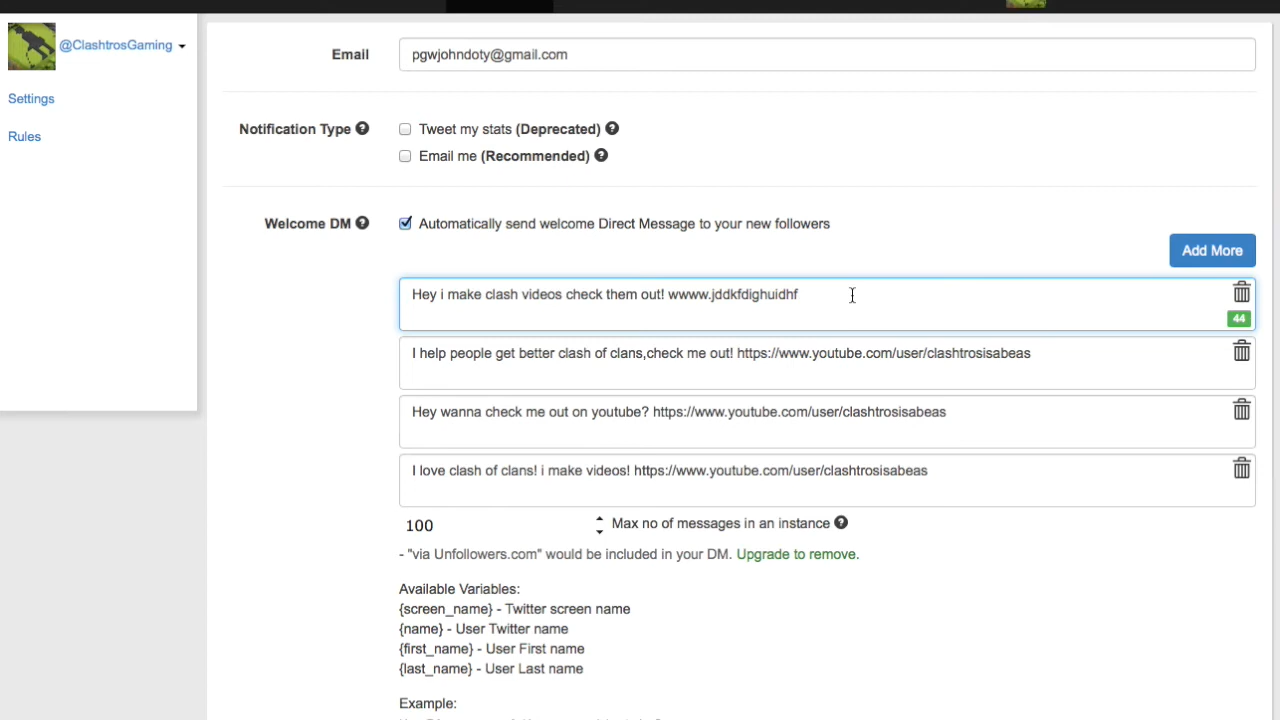 @ClashtrosGaming
Settings
Rules
Email
pgwjohndoty@gmail.com
Notification Type
Tweet my stats (Deprecated)
Email me (Recommended)
Welcome DM
Automatically send welcome Direct Message to your new followers
Add More
Hey i make clash videos check them out! wwww.jddkfdighuidhf
44
I help people get better clash of clans,check me out! https://www.youtube.com/user/clashtrosisabeas
Hey wanna check me out on youtube? https://www.youtube.com/user/clashtrosisabeas
I love clash of clans! i make videos! https://www.youtube.com/user/clashtrosisabeas
100
Max no of messages in an instance
- "via Unfollowers.com" would be included in your DM. Upgrade to remove.
Available Variables:
{screen_name} - Twitter screen name
{name} - User Twitter name
{first_name} - User First name
{last_name} - User Last name
Example: